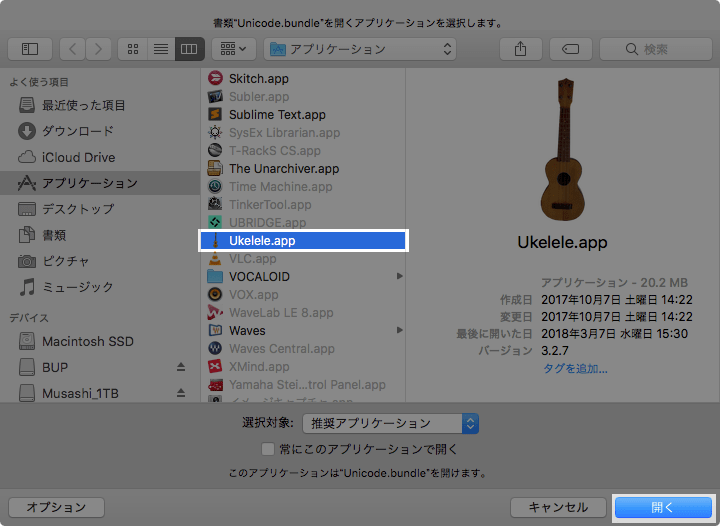 書類“Unicode.bundle”を開くアプリケーションを選択します。
アプリケーション
検索
よく使う項目
最近使った項目
ダウンロード
iCloud Drive
アプリケーション
デスクトップ
書類
ピクチャ
ミュージック
デバイス
Macintosh SSD
BUP
Musashi_1TB
Skitch.app
Subler.app
Sublime Text.app
SysEx Librarian.app
T-RackS CS.app
The Unarchiver.app
Time Machine.app
TinkerTool.app
UBRIDGE.app
Ukelele.app
VLC.app
VOCALOID
VOX.app
WaveLab LE 8.app
Waves
Waves Central.app
XMind.app
Yamaha Stei...trol Panel.app
イメージキャプチャ.app
Ukelele.app
アプリケーション - 20.2 MB
作成日 2017年10月7日 土曜日 14:22
変更日 2017年10月7日 土曜日 14:22
最後に開いた日 2018年3月7日 水曜日 15:30
バージョン 3.2.7
タグを追加...
選択対象: 推奨アプリケーション
常にこのアプリケーションで開く
このアプリケーションは“Unicode.bundle”を開けます。
オプション
キャンセル
開く